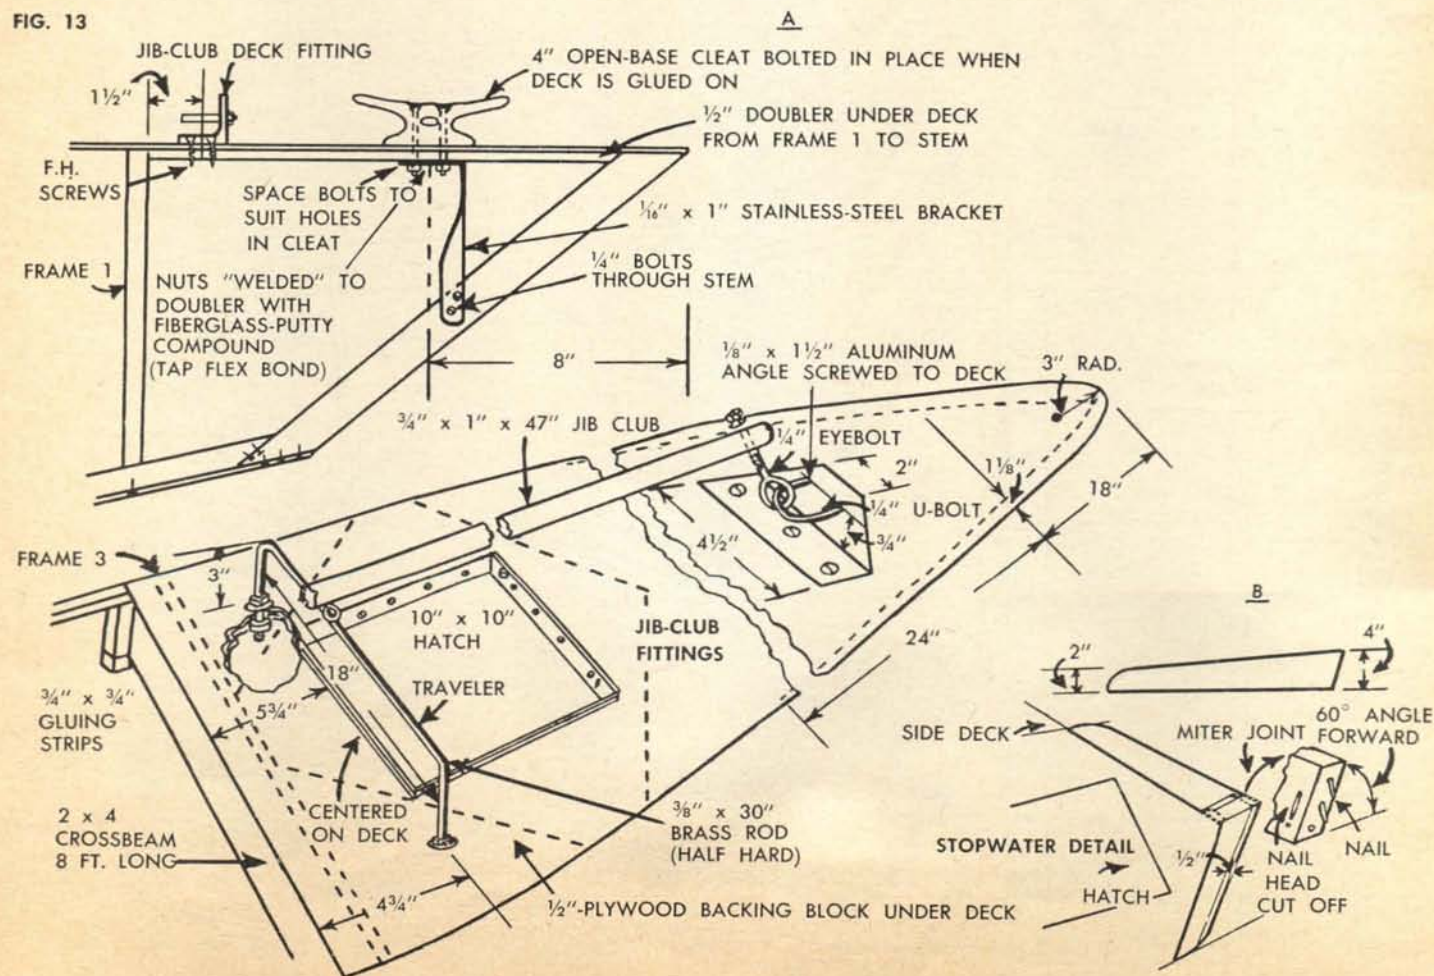 FIG. 13
A
JIB-CLUB DECK FITTING
4" OPEN-BASE CLEAT BOLTED IN PLACE WHEN
DECK IS GLUED ON
1½"
½" DOUBLER UNDER DECK
FROM FRAME 1 TO STEM
F.H.
SCREWS
SPACE BOLTS TO
SUIT HOLES
IN CLEAT
1⁄16" x 1" STAINLESS-STEEL BRACKET
FRAME 1
NUTS "WELDED" TO
DOUBLER WITH
FIBERGLASS-PUTTY
COMPOUND
(TAP FLEX BOND)
¼" BOLTS
THROUGH STEM
8"
⅛" x 1½" ALUMINUM
ANGLE SCREWED TO DECK
3" RAD.
¾" x 1" x 47" JIB CLUB
¼" EYEBOLT
2"
1⅛"
18"
¼" U-BOLT
4½"
¾"
FRAME 3
3"
10" x 10"
HATCH
JIB-CLUB
FITTINGS
24"
18"
TRAVELER
5¾"
¾" x ¾"
GLUING
STRIPS
CENTERED
ON DECK
⅜" x 30"
BRASS ROD
(HALF HARD)
2 x 4
CROSSBEAM
8 FT. LONG
4¾"
½"-PLYWOOD BACKING BLOCK UNDER DECK
B
2"
4"
SIDE DECK
MITER JOINT
60° ANGLE
FORWARD
STOPWATER DETAIL
HATCH
½"
NAIL
HEAD
CUT OFF
NAIL